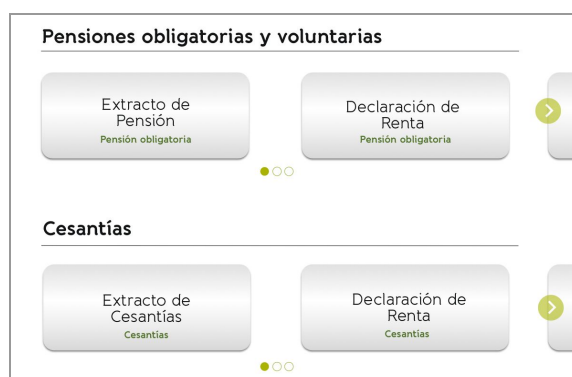 Pensiones obligatorias y voluntarias
Extracto de
Pensión
Pensión obligatoria
Declaración de
Renta
Pensión obligatoria
Cesantías
Extracto de
Cesantías
Cesantías
Declaración de
Renta
Cesantías